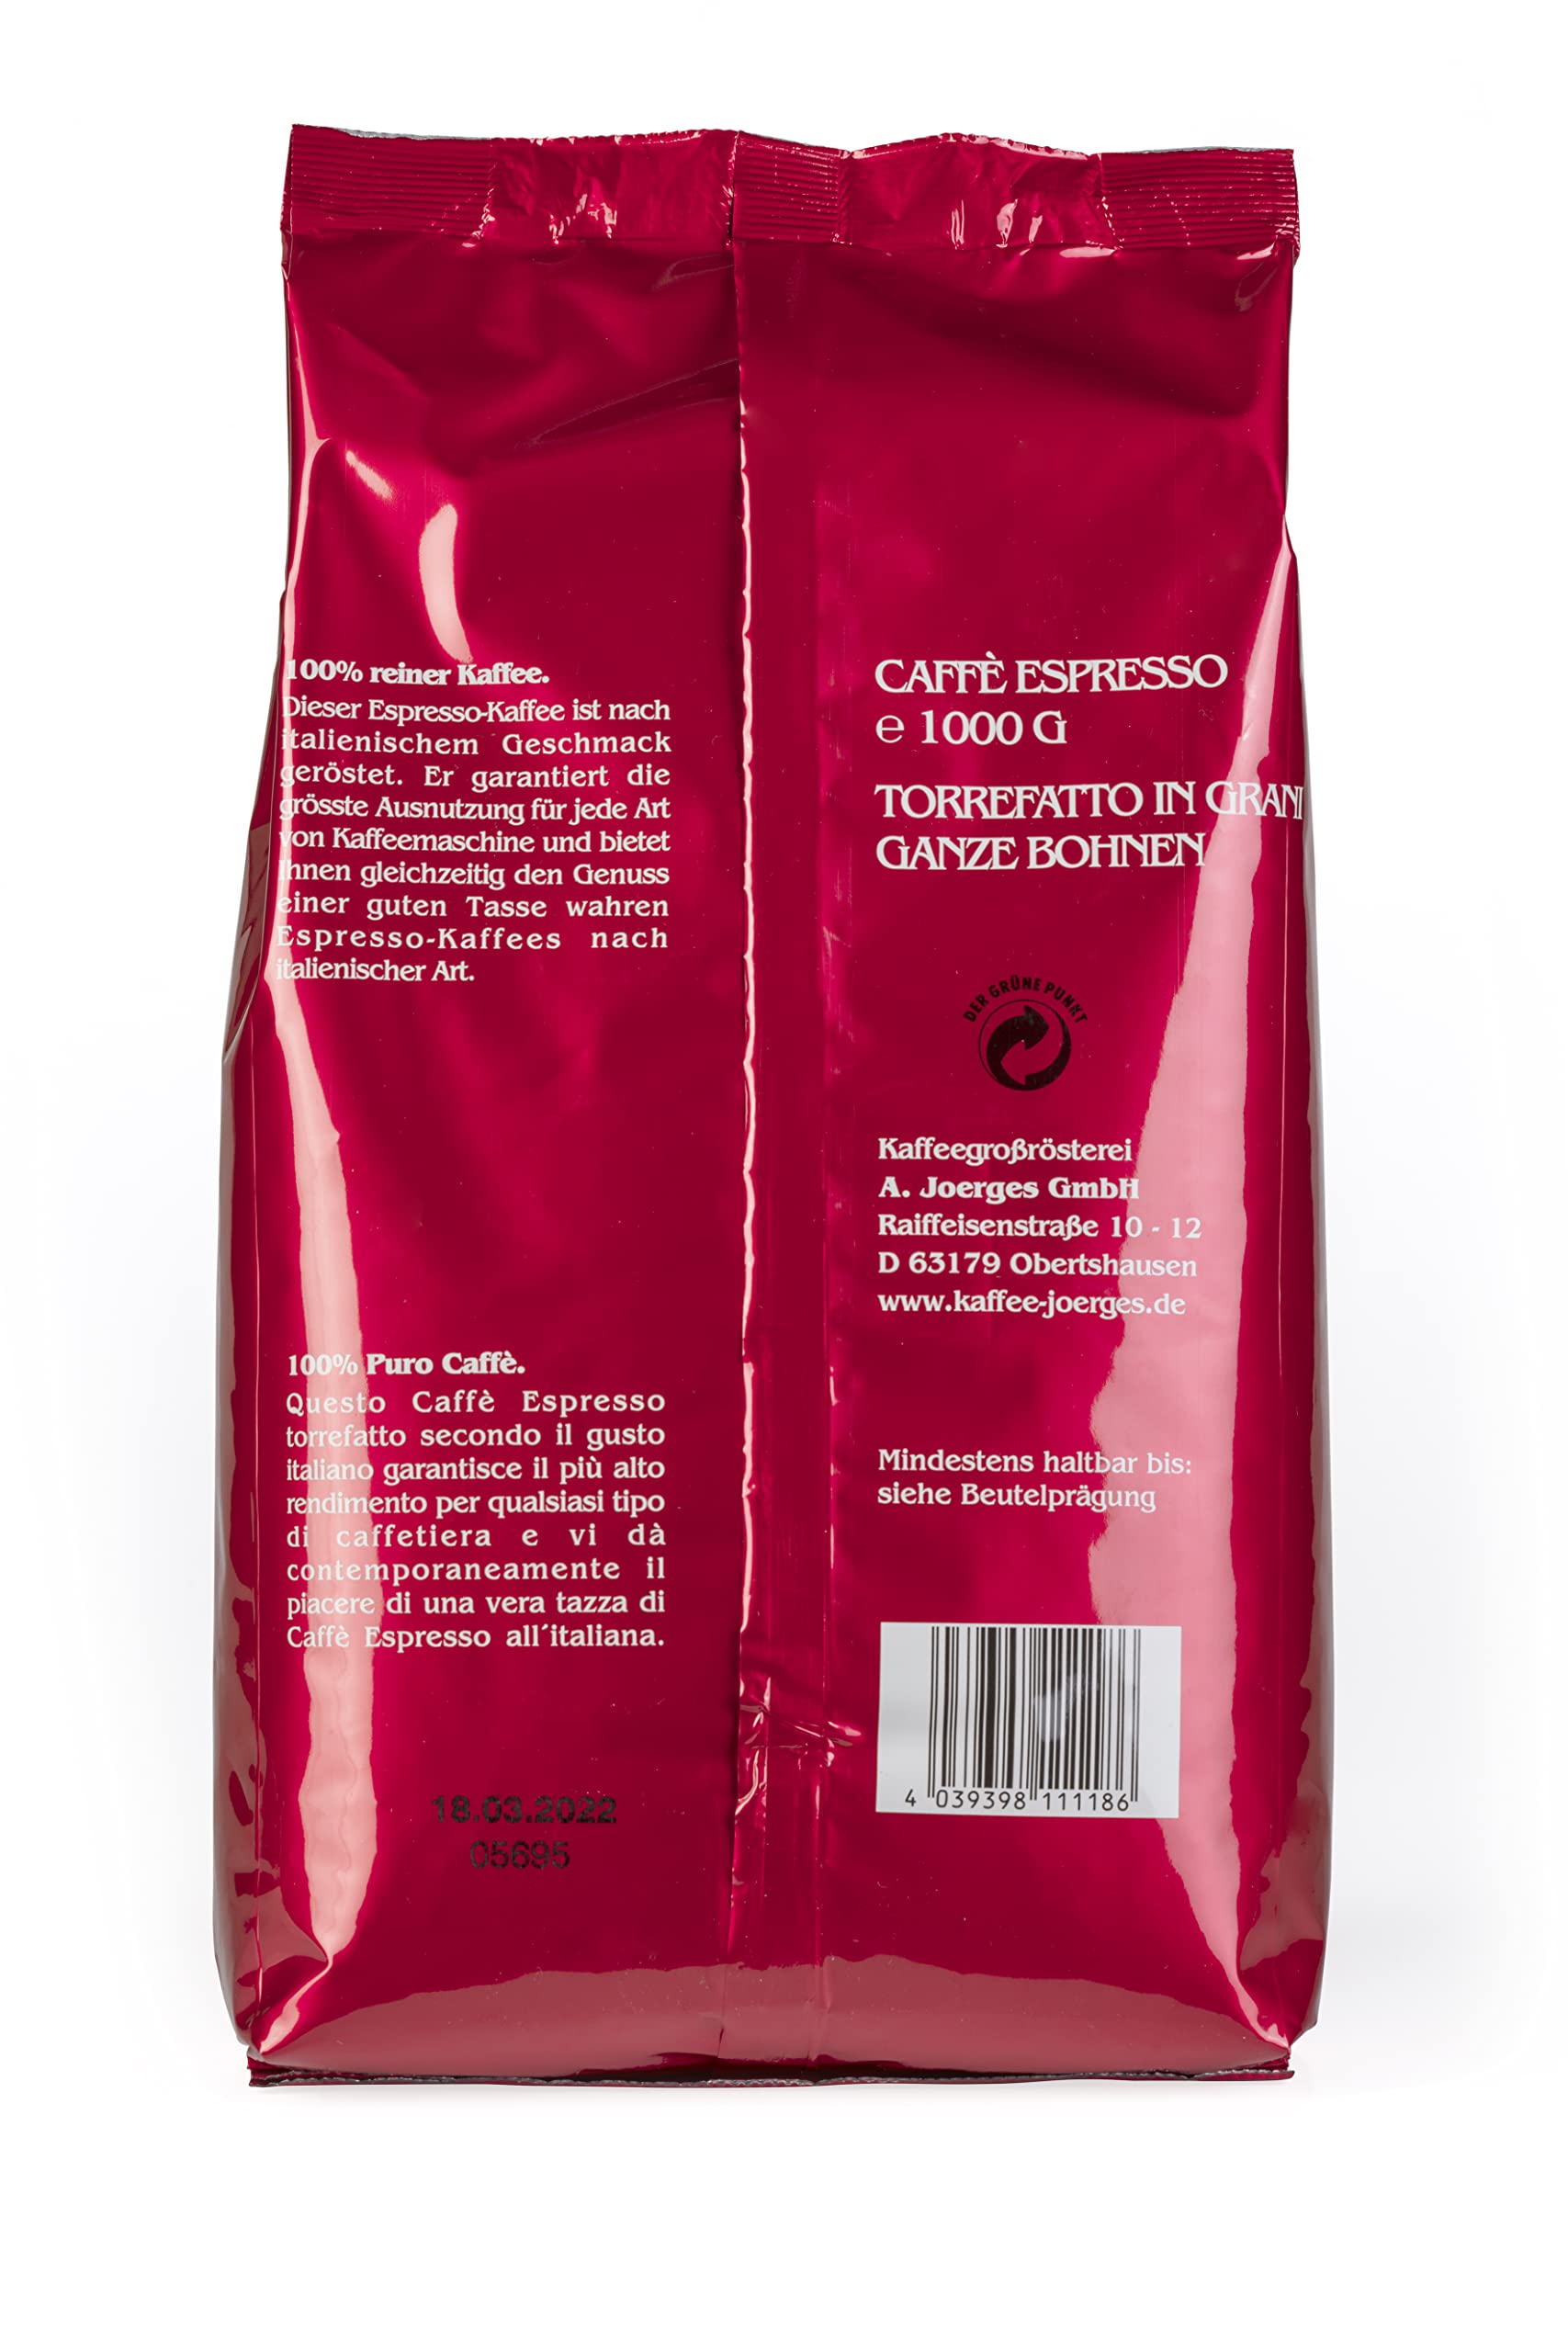 100% reiner Kaffee.
Dieser Espresso-Kaffee ist nach
italienischem Geschmack
geröstet. Er garantiert die
grösste Ausnutzung für jede Art
von Kaffeemaschine und bietet
Ihnen gleichzeitig den Genuss
einer guten Tasse wahren
Espresso-Kaffees nach
italienischer Art.
100% Puro Caffè.
Questo Caffè Espresso
torrefatto secondo il gusto
italiano garantisce il più alto
rendimento per qualsiasi tipo
di caffetiera e vi dà
contemporaneamente il
piacere di una vera tazza di
Caffè Espresso all´italiana.
18.03.2022
05695
CAFFÈ ESPRESSO
℮ 1000 G
TORREFATTO IN GRANI
GANZE BOHNEN
DER GRÜNE PUNKT
Kaffeegroßrösterei
A. Joerges GmbH
Raiffeisenstraße 10 - 12
D 63179 Obertshausen
www.kaffee-joerges.de
Mindestens haltbar bis:
siehe Beutelprägung
4 039398 111186